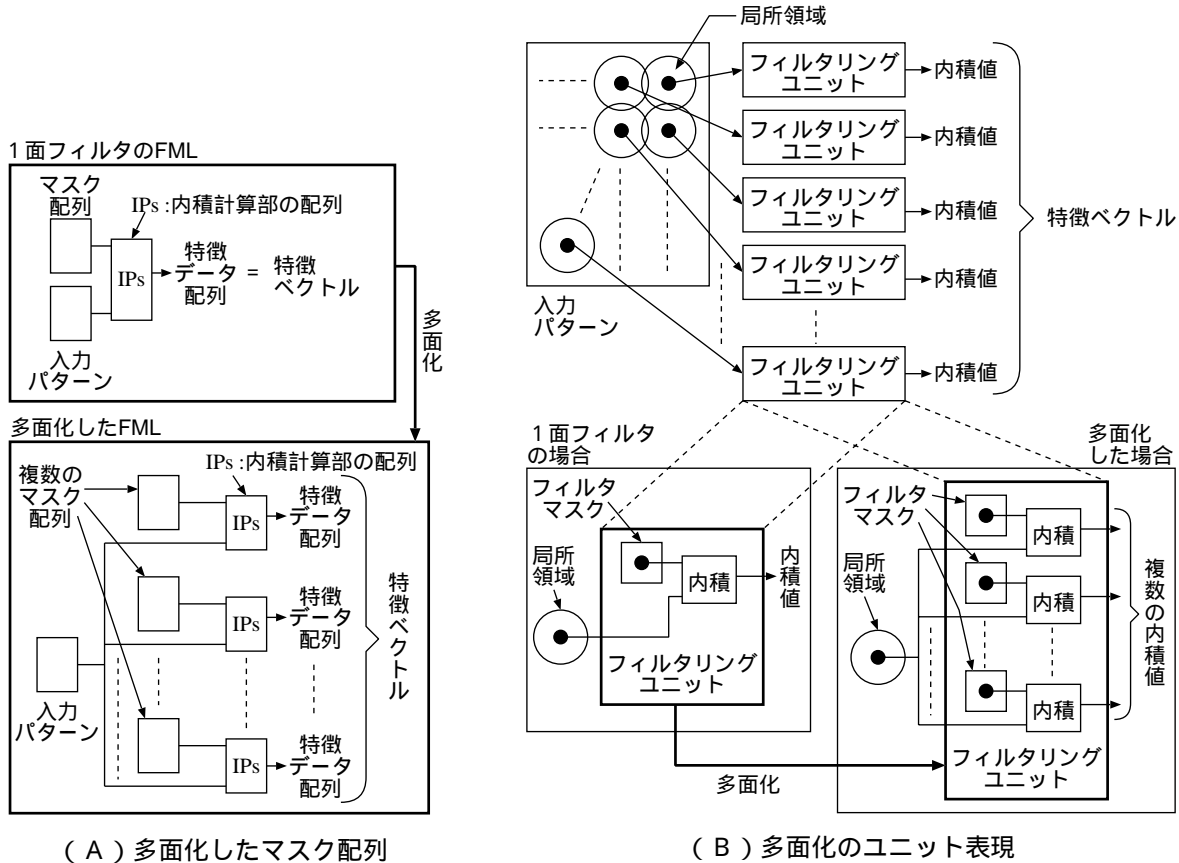 1面フィルタのFML
マスク
配列
IPs :内積計算部の配列
IPs
特徴
データ = 特徴
配列 ベクトル
入力
パターン
多面化
多面化したFML
IPs :内積計算部の配列
複数の
マスク
配列
IPs
特徴
データ
配列
IPs
特徴
データ
配列
IPs
特徴
データ
配列
入力
パターン
特徴ベクトル
(A)多面化したマスク配列
局所領域
フィルタリング
ユニット
内積値
フィルタリング
ユニット
内積値
フィルタリング
ユニット
内積値
フィルタリング
ユニット
内積値
フィルタリング
ユニット
内積値
特徴ベクトル
入力
パターン
1面フィルタ
の場合
フィルタ
マスク
局所
領域
内積
内積値
フィルタリング
ユニット
多面化
多面化
した場合
フィルタ
マスク
局所
領域
内積
内積
内積
複数の内積値
フィルタリング
ユニット
(B)多面化のユニット表現